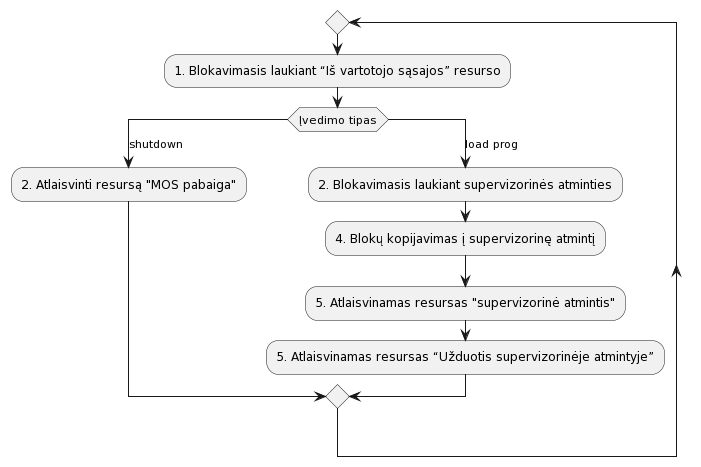 1. Blokavimasis laukiant “Iš vartotojo sąsajos” resurso
Įvedimo tipas
shutdown
load prog
2. Atlaisvinti resursą "MOS pabaiga"
2. Blokavimasis laukiant supervizorinės atminties
4. Blokų kopijavimas į supervizorinę atmintį
5. Atlaisvinamas resursas "supervizorinė atmintis"
5. Atlaisvinamas resursas “Užduotis supervizorinėje atmintyje”